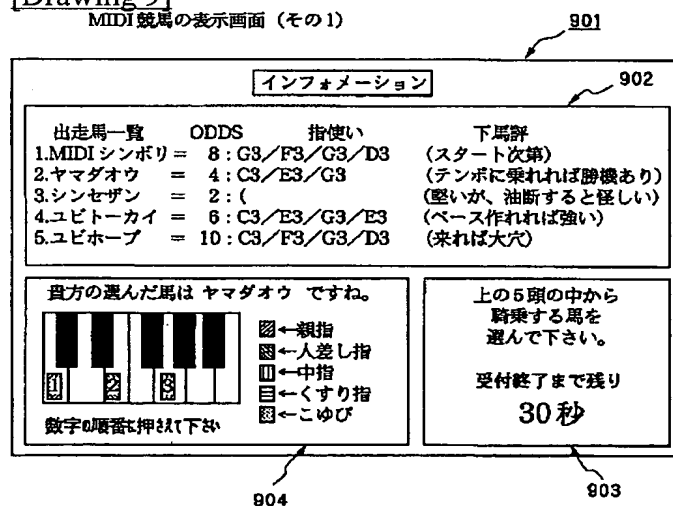 [Drawing 9]
MIDI競馬の表示画面（その1）
901
インフォメーション
902
出走馬一覧 ODDS 指使い 下馬評
1.MIDIシンボリ＝ 8：G3／F3／G3／D3 （スタート次第）
2.ヤマダオウ ＝ 4：C3／E3／G3 （テンポに乗れれば勝機あり）
3.シンセザン ＝ 2：( （堅いが、油断すると怪しい）
4.ユビトーカイ ＝ 6：C3／E3／G3／E3 （ペース作れれば強い）
5.ユビホープ ＝ 10：C3／F3／G3／D3 （来れば大穴）
貴方の選んだ馬は ヤマダオウ ですね。
←親指
←人差し指
←中指
←くすり指
←こゆび
1 2 3
数字の順番に押さえて下さい
上の5頭の中から
騎乗する馬を
選んで下さい。
受付終了まで残り
30秒
904
903